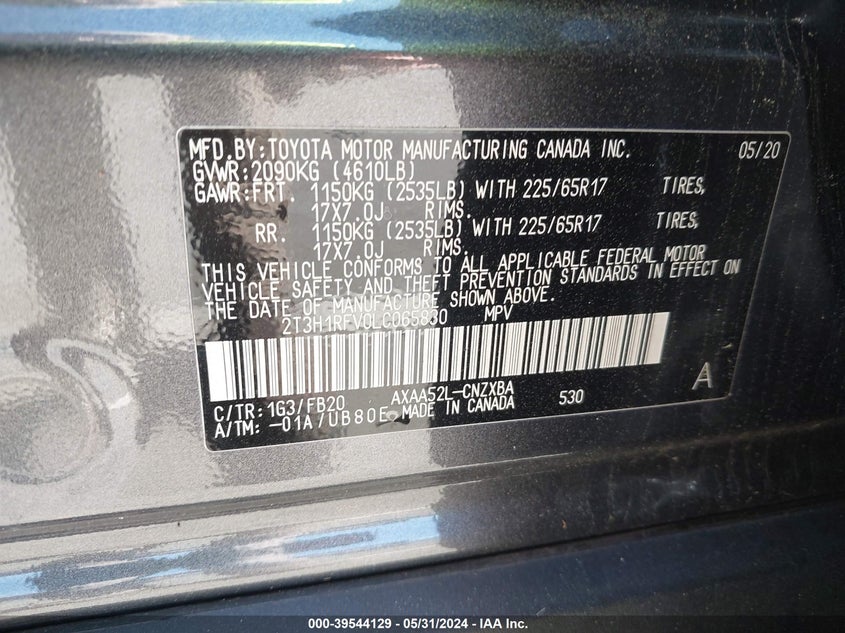 MFD.BY:TOYOTA MOTOR MANUFACTURING CANADA INC. 05/20
GVWR:2090KG (4610LB)
GAWR:FRT. 1150KG (2535LB) WITH 225/65R17 TIRES,
17X7.0J RIMS.
RR. 1150KG (2535LB) WITH 225/65R17 TIRES,
17X7.0J RIMS.
THIS VEHICLE CONFORMS TO ALL APPLICABLE FEDERAL MOTOR
VEHICLE SAFETY AND THEFT PREVENTION STANDARDS IN EFFECT ON
THE DATE OF MANUFACTURE SHOWN ABOVE.
2T3H1RFV0LC065830 MPV
A
C/TR:1G3/FB20 AXAA52L-CNZXBA 530
A/TM:-01A/UB80E MADE IN CANADA
000-39544129 - 05/31/2024 - IAA Inc.